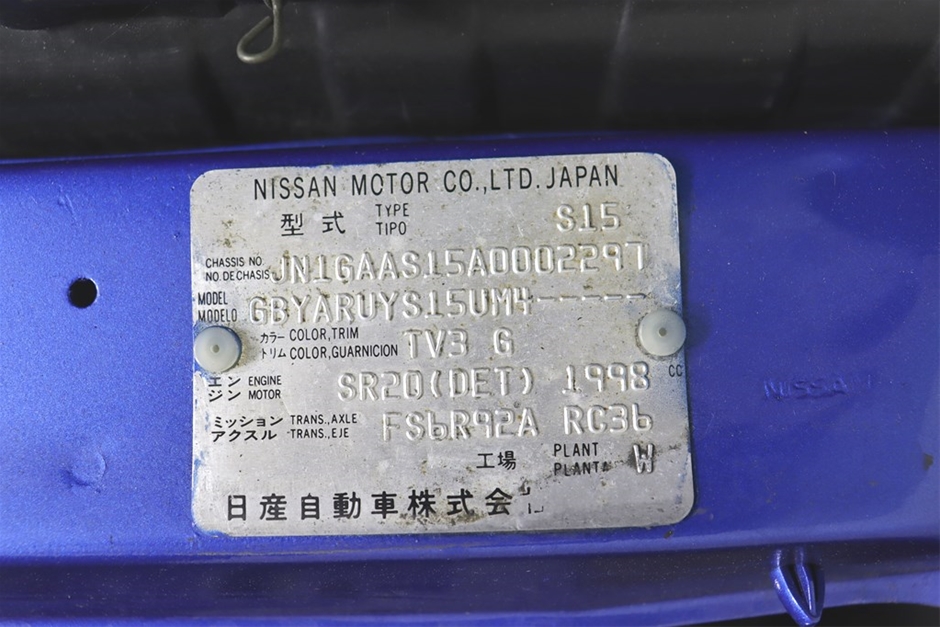 NISSAN MOTOR CO.,LTD. JAPAN
型式 TYPE TIPO S15
CHASSIS NO. NO. DE CHASIS JN1GAAS15A0002297
MODEL MODELO GBYARUYS15UM4-----
カラー COLOR,TRIM
トリム COLOR,GUARNICION TV3 G
エンジン ENGINE MOTOR SR20(DET) 1998 CC
ミッション アクスル TRANS.,AXLE TRANS.,EJE FS6R92A RC36
工場 PLANT PLANTA W
日産自動車株式会社
NISSAN